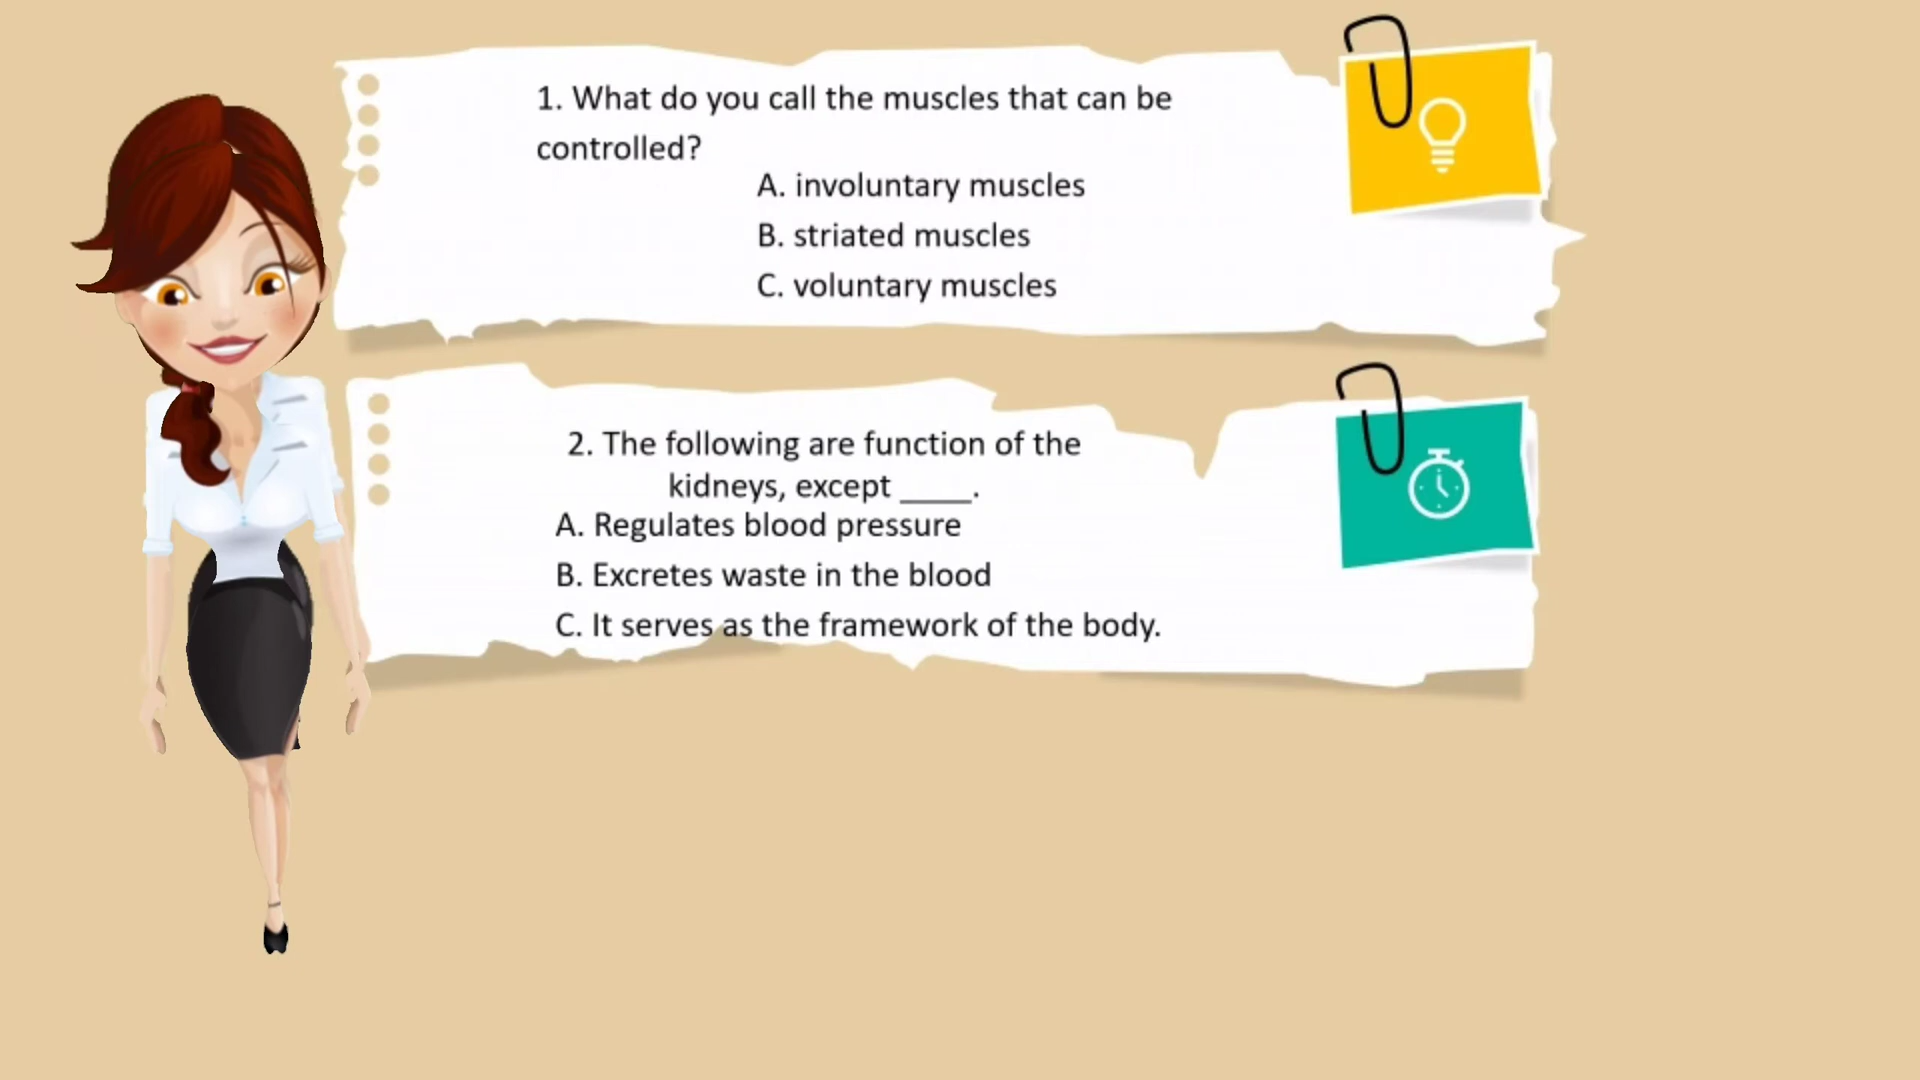 1. What do you call the muscles that can be
controlled?
A. involuntary muscles
B. striated muscles
C. voluntary muscles
2. The following are function of the
kidneys, except ____.
A. Regulates blood pressure
B. Excretes waste in the blood
C. It serves as the framework of the body.